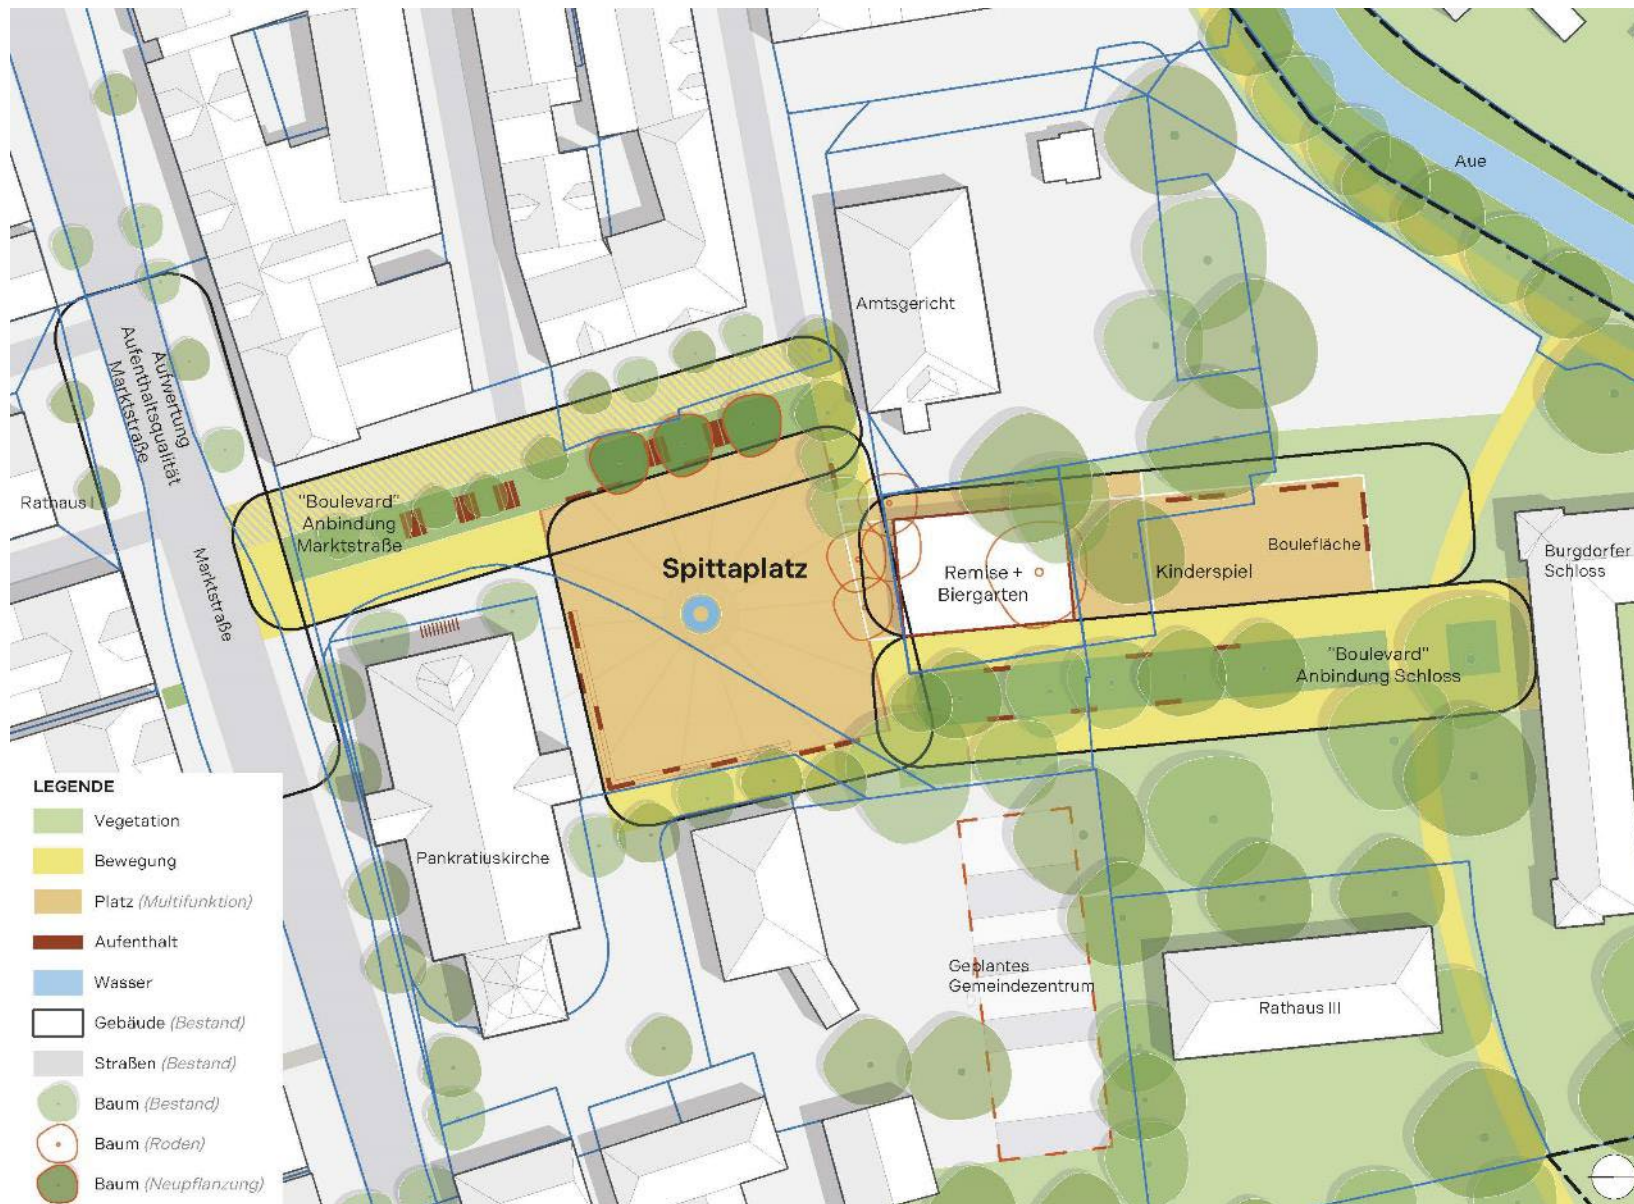 Aue
Amtsgericht
Aufwertung
Aufenthaltsqualität
Marktstraße
Rathaus I
"Boulevard"
Anbindung
Marktstraße
Marktstraße
Spittaplatz
Remise +
Biergarten
Boulefläche
Kinderspiel
Burgdorfer
Schloss
"Boulevard"
Anbindung Schloss
Pankratiuskirche
Geplantes
Gemeindezentrum
Rathaus III
LEGENDE
Vegetation
Bewegung
Platz (Multifunktion)
Aufenthalt
Wasser
Gebäude (Bestand)
Straßen (Bestand)
Baum (Bestand)
Baum (Roden)
Baum (Neupflanzung)